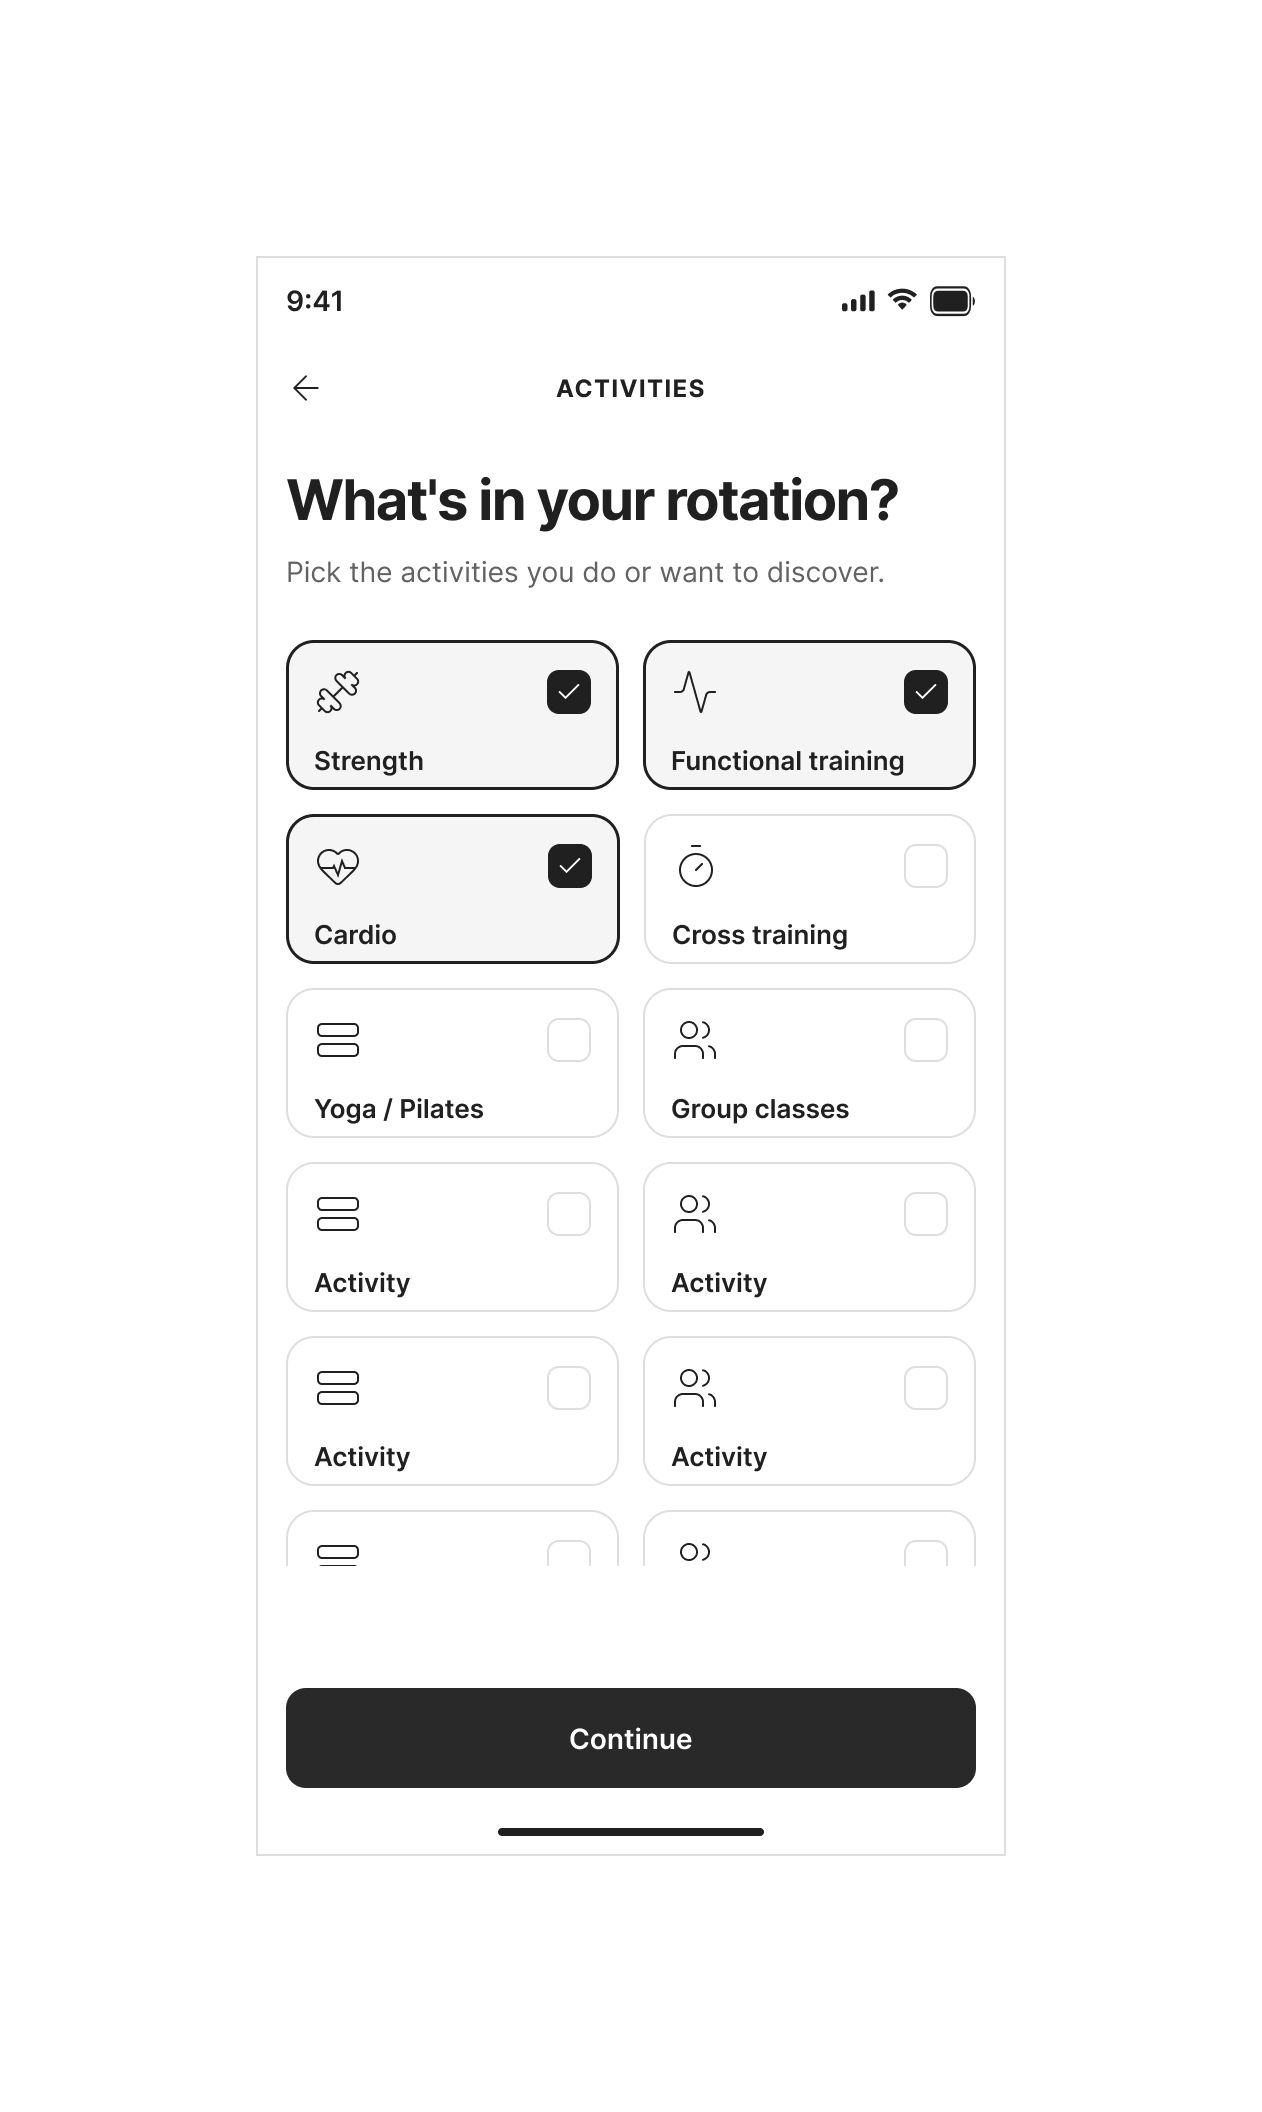 9:41
ACTIVITIES
What's in your rotation?
Pick the activities you do or want to discover.
Strength
Functional training
Cardio
Cross training
Yoga / Pilates
Group classes
Activity
Activity
Activity
Activity
Continue